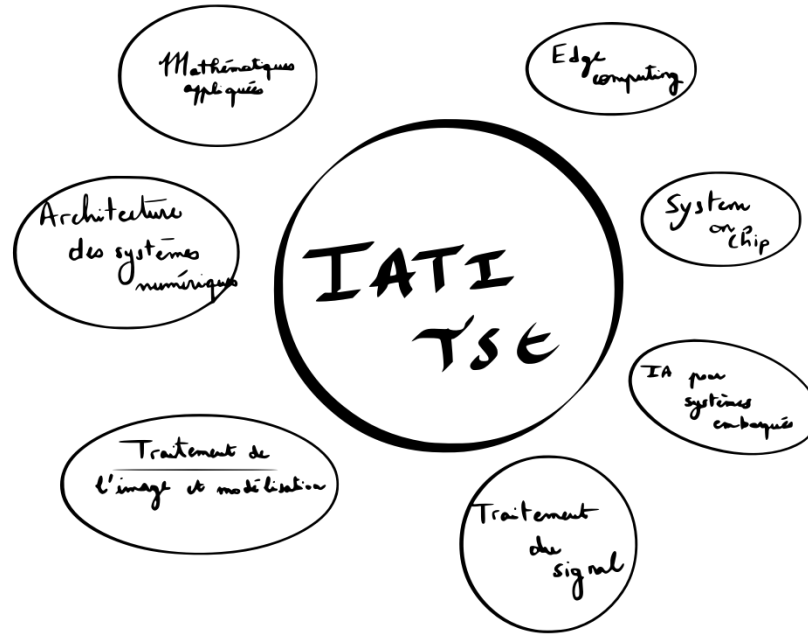 Mathématiques
appliquées
Edge
computing
Architecture
des systèmes
numériques
System
on
chip
IATI
TSE
IA pour
systèmes
embarqués
Traitement de
l'image et modélisation
Traitement
du
signal